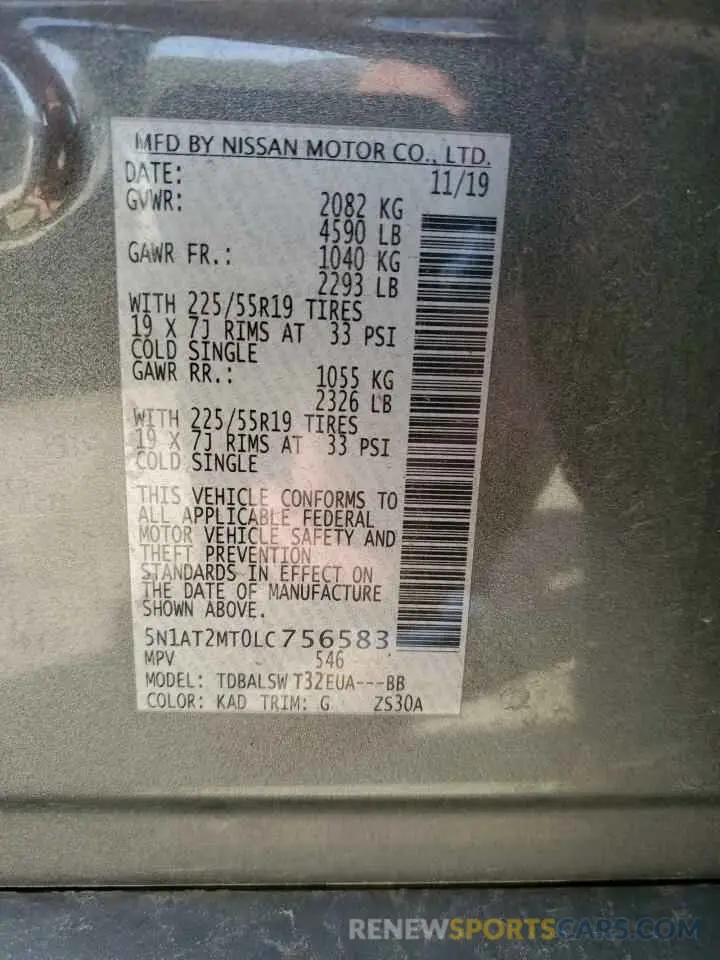 MFD BY NISSAN MOTOR CO., LTD.
DATE: 11/19
GVWR: 2082 KG
4590 LB
GAWR FR.: 1040 KG
2293 LB
WITH 225/55R19 TIRES
19 X 7J RIMS AT 33 PSI
COLD SINGLE
GAWR RR.: 1055 KG
2326 LB
WITH 225/55R19 TIRES
19 X 7J RIMS AT 33 PSI
COLD SINGLE
THIS VEHICLE CONFORMS TO
ALL APPLICABLE FEDERAL
MOTOR VEHICLE SAFETY AND
THEFT PREVENTION
STANDARDS IN EFFECT ON
THE DATE OF MANUFACTURE
SHOWN ABOVE.
5N1AT2MT0LC756583
MPV 546
MODEL: TDBALSW T32EUA---BB
COLOR: KAD TRIM: G ZS30A
RENEWSPORTSCARS.COM